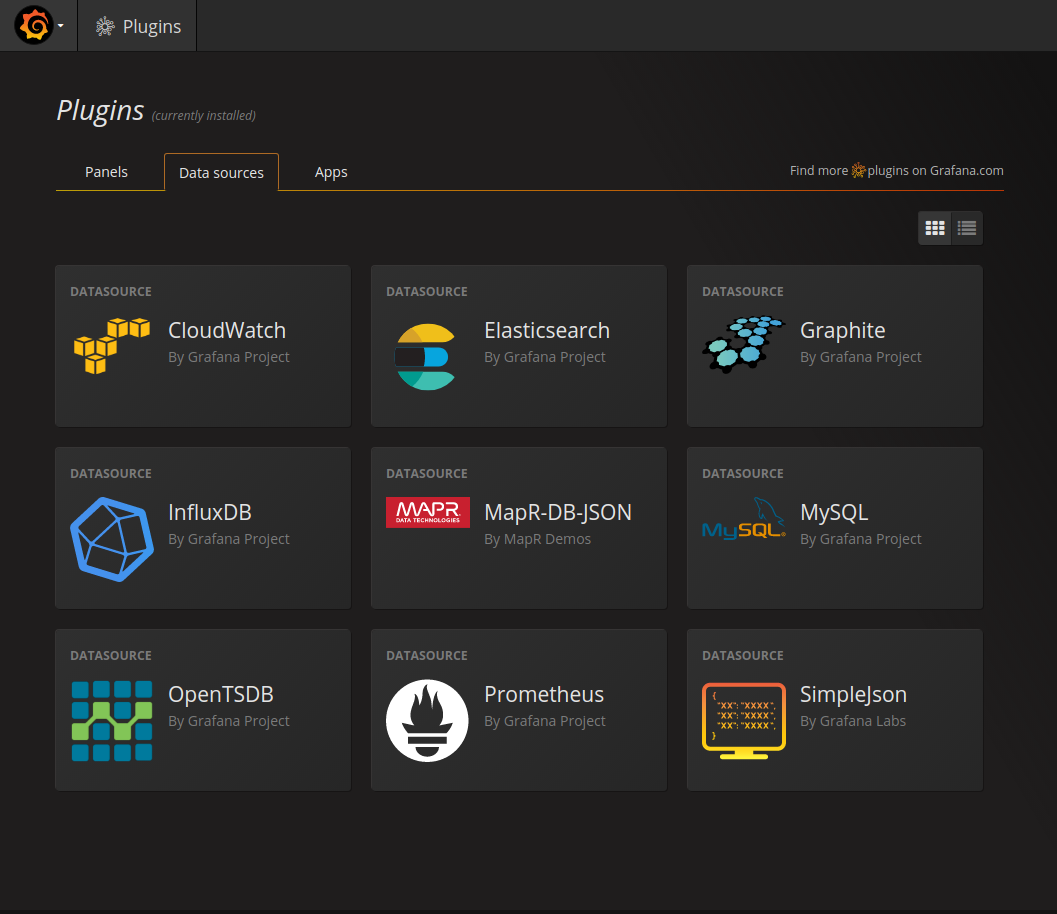 Plugins
Plugins (currently installed)
Panels
Data sources
Apps
Find more plugins on Grafana.com
DATASOURCE
CloudWatch
By Grafana Project
DATASOURCE
Elasticsearch
By Grafana Project
DATASOURCE
Graphite
By Grafana Project
DATASOURCE
InfluxDB
By Grafana Project
DATASOURCE
MAPR
DATA TECHNOLOGIES
MapR-DB-JSON
By MapR Demos
DATASOURCE
MySQL
MySQL
By Grafana Project
DATASOURCE
OpenTSDB
By Grafana Project
DATASOURCE
Prometheus
By Grafana Project
DATASOURCE
{
"XX": "XXXX",
"XX": "XXXX",
"XX": "XXXX",
}
SimpleJson
By Grafana Labs